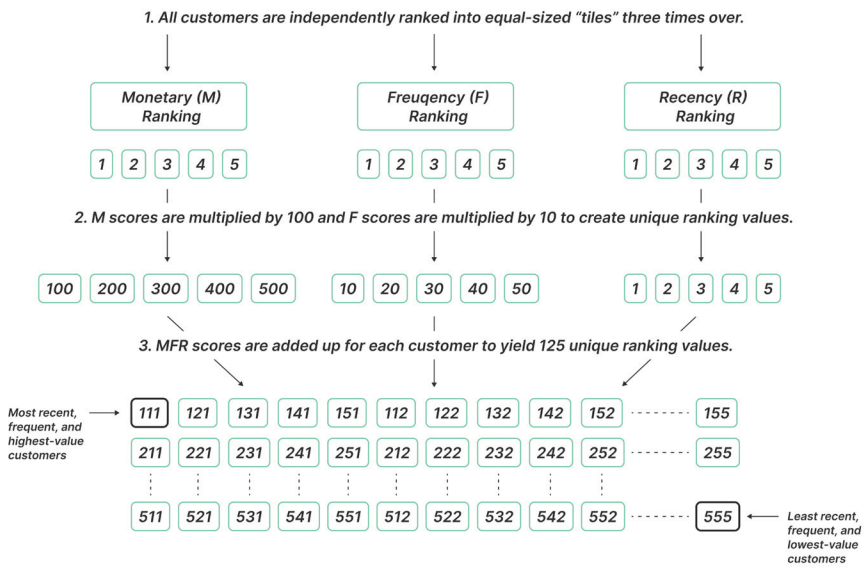 1. All customers are independently ranked into equal-sized “tiles” three times over.
Monetary (M)
Ranking
Freuqency (F)
Ranking
Recency (R)
Ranking
1 2 3 4 5
1 2 3 4 5
1 2 3 4 5
2. M scores are multiplied by 100 and F scores are multiplied by 10 to create unique ranking values.
100 200 300 400 500
10 20 30 40 50
1 2 3 4 5
3. MFR scores are added up for each customer to yield 125 unique ranking values.
Most recent,
frequent, and
highest-value
customers
111 121 131 141 151 112 122 132 142 152 155
211 221 231 241 251 212 222 232 242 252 255
511 521 531 541 551 512 522 532 542 552 555
Least recent,
frequent, and
lowest-value
customers